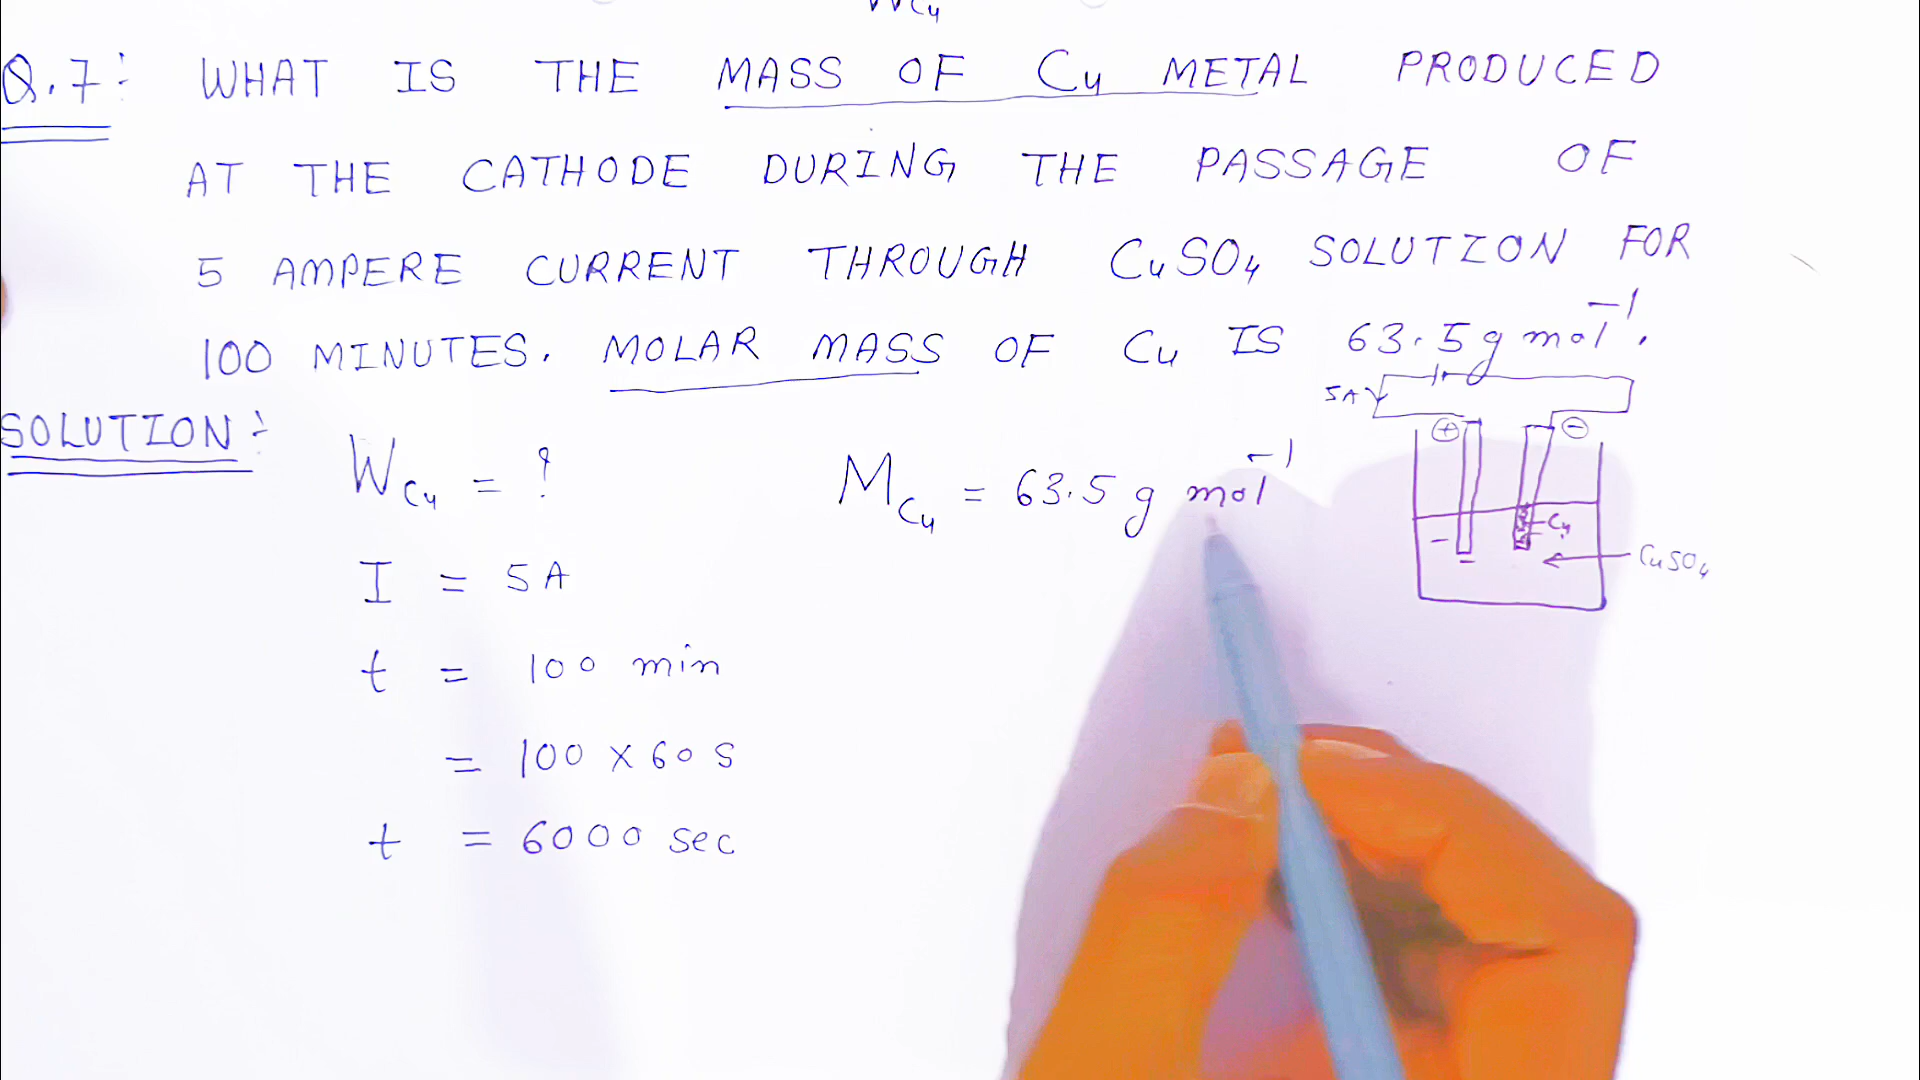 WCu
Q.7: WHAT IS THE MASS OF Cu METAL PRODUCED
AT THE CATHODE DURING THE PASSAGE OF
5 AMPERE CURRENT THROUGH CuSO4 SOLUTION FOR
100 MINUTES. MOLAR MASS OF Cu IS 63.5 g mol⁻¹.
SOLUTION:
WCu = ?
MCu = 63.5 g mol⁻¹
I = 5A
t = 100 min
= 100 X 60 S
t = 6000 sec
5A
+ −
Cu
CuSO4